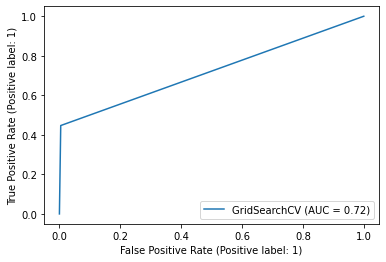 1.0
0.8
0.6
0.4
0.2
0.0
True Positive Rate (Positive label: 1)
GridSearchCV (AUC = 0.72)
0.0 0.2 0.4 0.6 0.8 1.0
False Positive Rate (Positive label: 1)